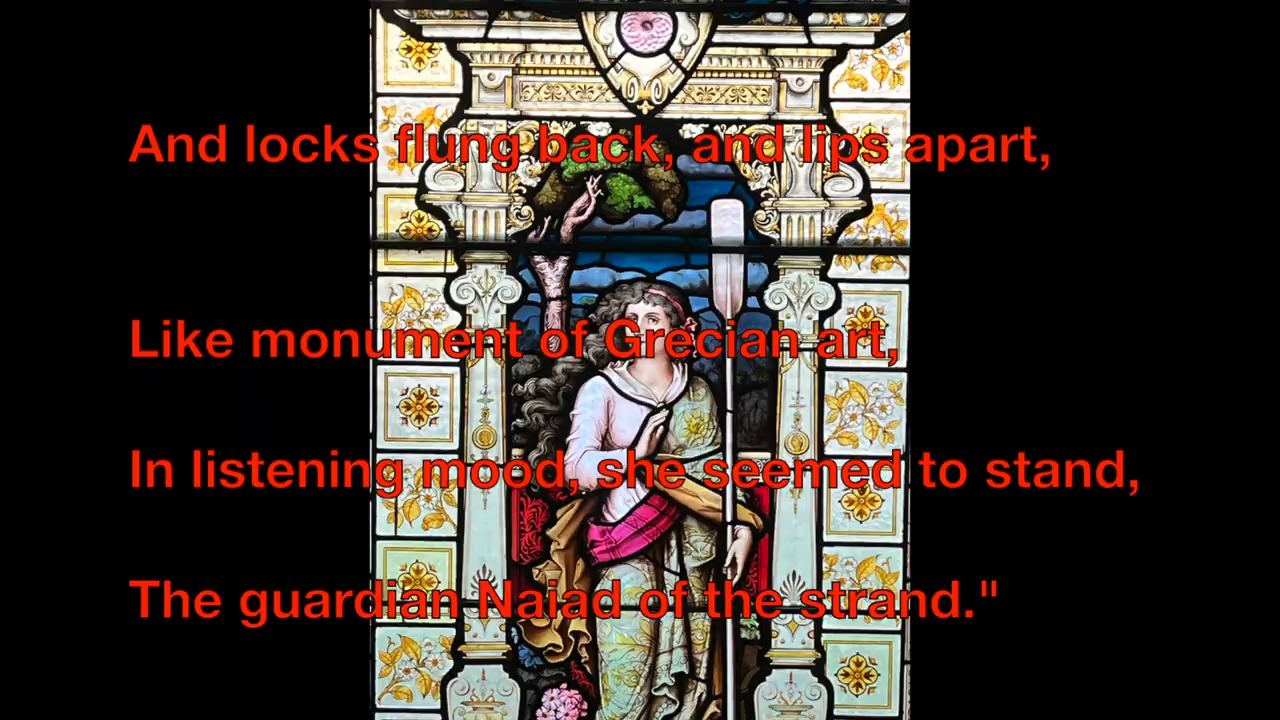 And locks flung back, and lips apart,
Like monument of Grecian art,
In listening mood, she seemed to stand,
The guardian Naiad of the strand."